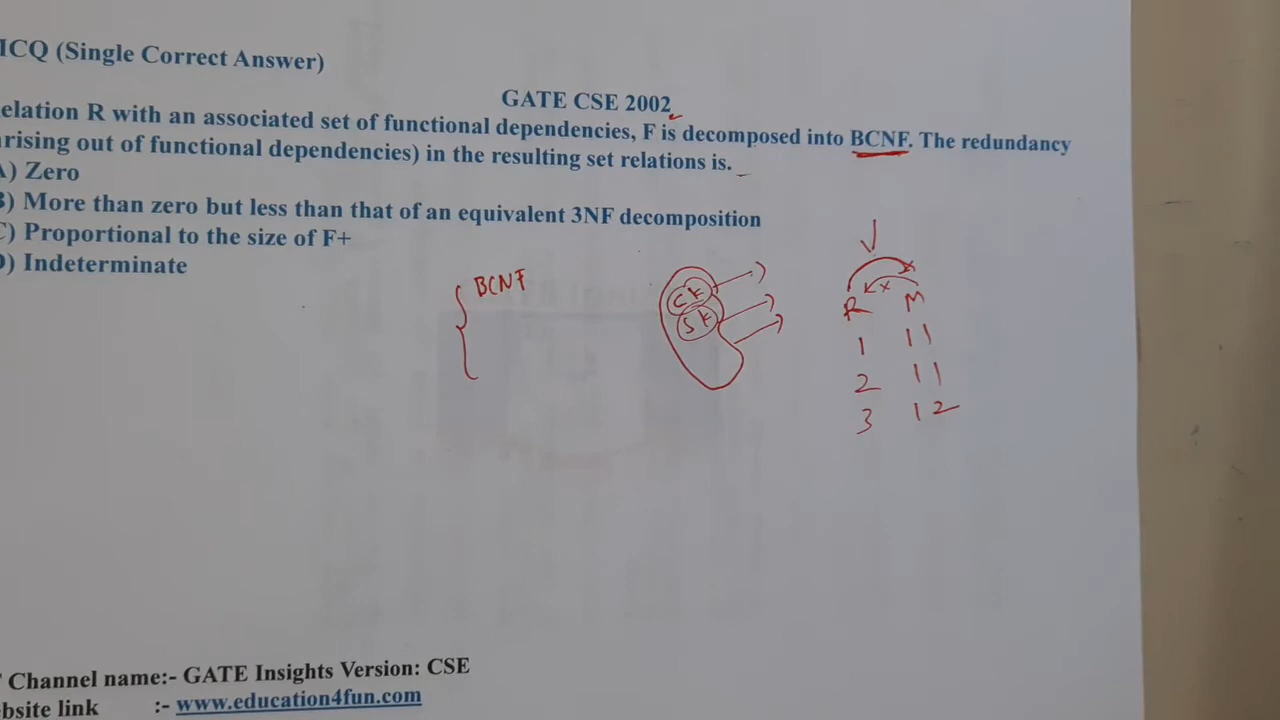 ICQ (Single Correct Answer)
GATE CSE 2002
elation R with an associated set of functional dependencies, F is decomposed into BCNF. The redundancy
rising out of functional dependencies) in the resulting set relations is.
A) Zero
B) More than zero but less than that of an equivalent 3NF decomposition
C) Proportional to the size of F+
D) Indeterminate
BCNF
CK
SK
R M
1 11
2 11
3 12
Channel name:- GATE Insights Version: CSE
ebsite link :- www.education4fun.com